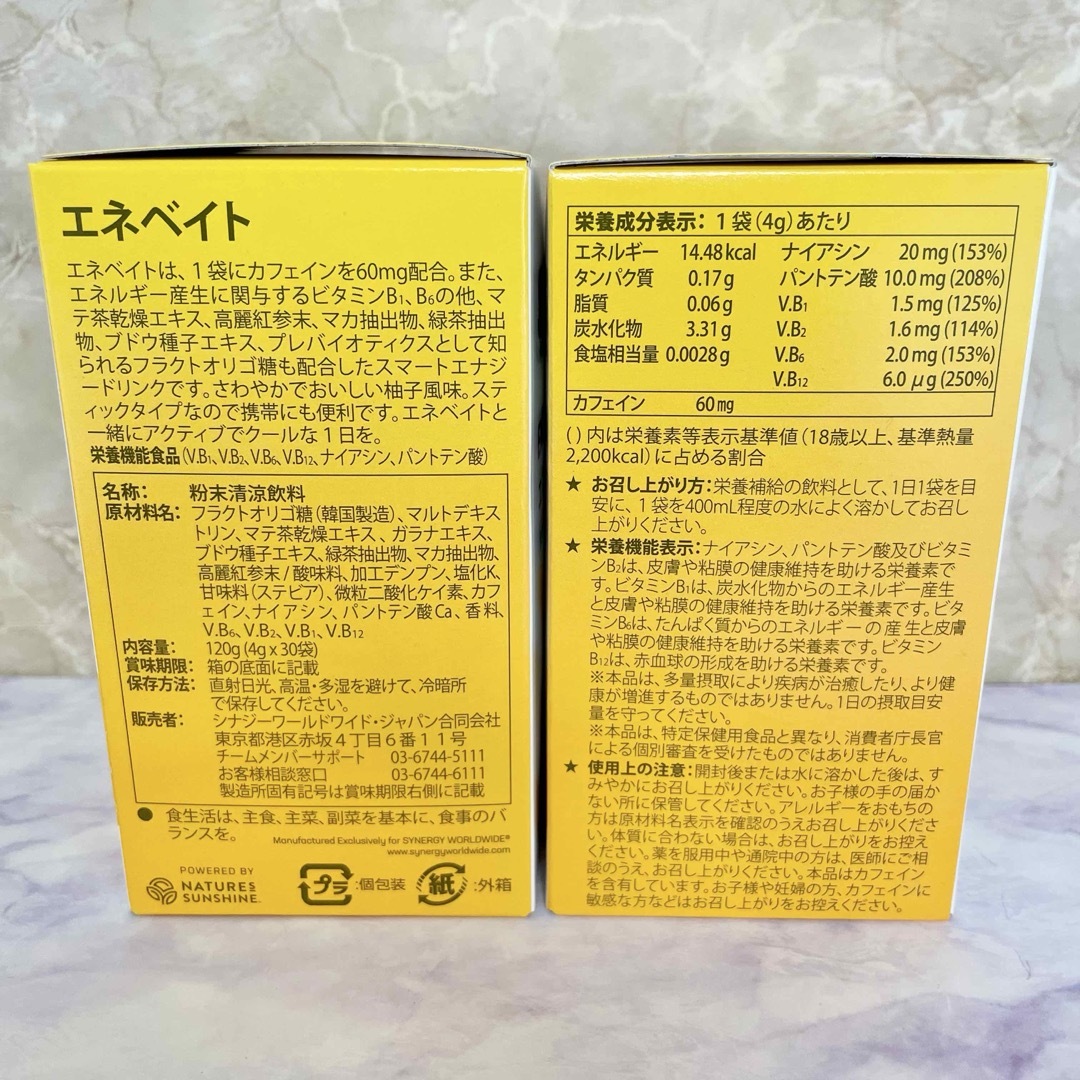 エネベイト
エネベイトは、1袋にカフェインを60mg配合。また、
エネルギー産生に関与するビタミンB₁、B₆の他、マ
テ茶乾燥エキス、高麗紅参末、マカ抽出物、緑茶抽出
物、ブドウ種子エキス、プレバイオティクスとして知
られるフラクトオリゴ糖も配合したスマートエナジ
ードリンクです。さわやかでおいしい柚子風味。ステ
ィックタイプなので携帯にも便利です。エネベイトと
一緒にアクティブでクールな1日を。
栄養機能食品(V.B₁、V.B₂、V.B₆、V.B₁₂、ナイアシン、パントテン酸)
名称: 粉末清涼飲料
原材料名: フラクトオリゴ糖(韓国製造)、マルトデキス
トリン、マテ茶乾燥エキス、ガラナエキス、
ブドウ種子エキス、緑茶抽出物、マカ抽出物、
高麗紅参末/酸味料、加工デンプン、塩化K、
甘味料(ステビア)、微粒二酸化ケイ素、カフ
ェイン、ナイアシン、パントテン酸Ca、香料、
V.B₆、V.B₂、V.B₁、V.B₁₂
内容量: 120g (4g x 30袋)
賞味期限: 箱の底面に記載
保存方法: 直射日光、高温・多湿を避けて、冷暗所
で保存してください。
販売者: シナジーワールドワイド・ジャパン合同会社
東京都港区赤坂4丁目6番11号
チームメンバーサポート 03-6744-5111
お客様相談窓口 03-6744-6111
製造所固有記号は賞味期限右側に記載
● 食生活は、主食、主菜、副菜を基本に、食事のバ
ランスを。
Manufactured Exclusively for SYNERGY WORLDWIDE®
www.synergyworldwide.com
POWERED BY
NATURE'S
SUNSHINE.
プラ :個包装 紙 :外箱
栄養成分表示: 1袋(4g)あたり
エネルギー 14.48kcal ナイアシン 20mg (153%)
タンパク質 0.17g パントテン酸 10.0mg (208%)
脂質 0.06g V.B₁ 1.5mg (125%)
炭水化物 3.31g V.B₂ 1.6mg (114%)
食塩相当量 0.0028g V.B₆ 2.0mg (153%)
V.B₁₂ 6.0μg (250%)
カフェイン 60mg
( )内は栄養素等表示基準値(18歳以上、基準熱量
2,200kcal)に占める割合
★ お召し上がり方:栄養補給の飲料として、1日1袋を目
安に、1袋を400mL程度の水によく溶かしてお召し
上がりください。
★ 栄養機能表示:ナイアシン、パントテン酸及びビタミ
ンB₂は、皮膚や粘膜の健康維持を助ける栄養素で
す。ビタミンB₁は、炭水化物からのエネルギー産生
と皮膚や粘膜の健康維持を助ける栄養素です。ビタ
ミンB₆は、たんぱく質からのエネルギーの産生と皮膚
や粘膜の健康維持を助ける栄養素です。ビタミン
B₁₂は、赤血球の形成を助ける栄養素です。
※本品は、多量摂取により疾病が治癒したり、より健
康が増進するものではありません。1日の摂取目安
量を守ってください。
※本品は、特定保健用食品と異なり、消費者庁長官
による個別審査を受けたものではありません。
★ 使用上の注意:開封後または水に溶かした後は、す
みやかにお召し上がりください。お子様の手の届か
ない所に保管してください。アレルギーをおもちの
方は原材料名表示を確認のうえお召し上がりくださ
い。体質に合わない場合は、お召し上がりをお控え
ください。薬を服用中や通院中の方は、医師にご相
談のうえ、お召し上がりください。本品はカフェイン
を含有しています。お子様や妊婦の方、カフェインに
敏感な方などはお召し上がりをお控えください。